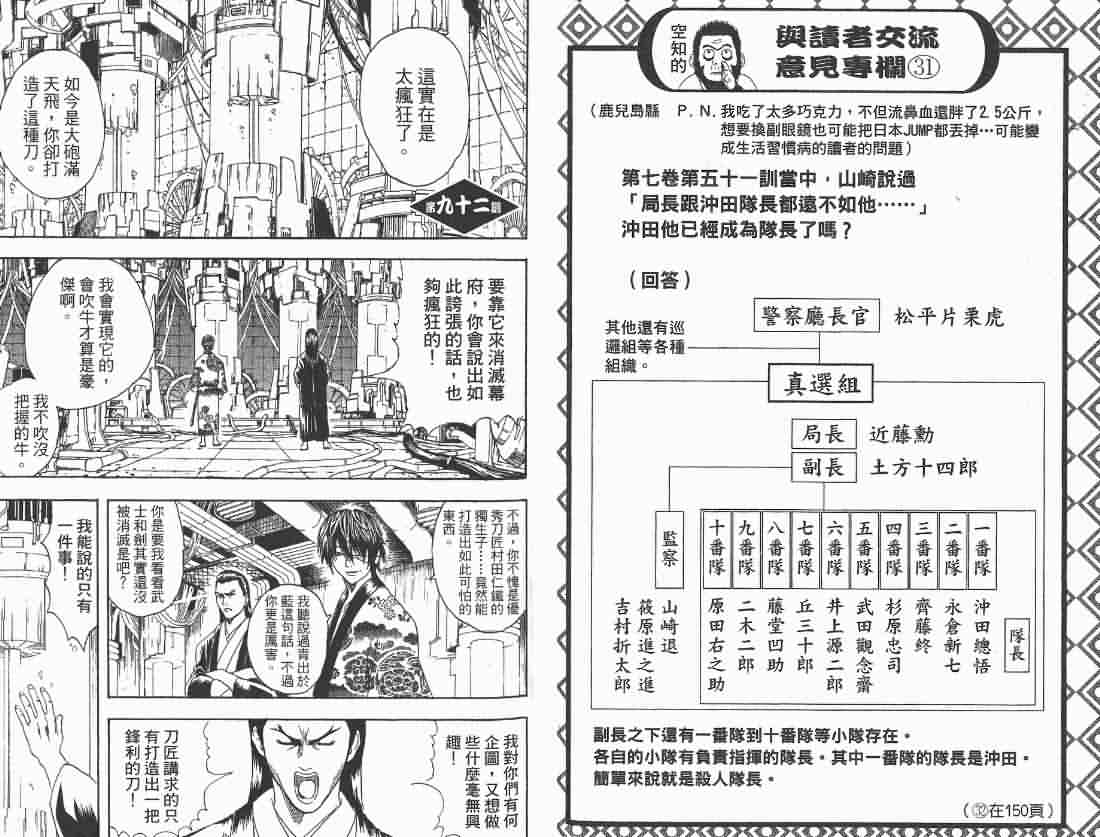 空知的
與讀者交流
意見專欄㉛
(鹿兒島縣 P.N.我吃了太多巧克力,不但流鼻血還胖了2.5公斤,
想要換副眼鏡也可能把日本JUMP都丟掉…可能變
成生活習慣病的讀者的問題)
第七卷第五十一訓當中,山崎說過
「局長跟沖田隊長都遠不如他……」
沖田他已經成為隊長了嗎?
(回答)
警察廳長官 松平片栗虎
其他還有巡
邏組等各種
組織。
真選組
局長 近藤勳
副長 土方十四郎
監察
山崎退
篠原進之進
吉村折太郎
隊長
一番隊 沖田總悟
二番隊 永倉新七
三番隊 齊藤終
四番隊 杉原忠司
五番隊 武田觀念齋
六番隊 井上源二郎
七番隊 丘三十郎
八番隊 藤堂凹助
九番隊 二木二郎
十番隊 原田右之助
副長之下還有一番隊到十番隊等小隊存在。
各自的小隊有負責指揮的隊長。其中一番隊的隊長是沖田。
簡單來說就是殺人隊長。
(㉜在150頁)
第九十二訓
這實在是
太瘋狂了。
如今是大砲滿
天飛,你卻打
造了這種刀。
要靠它來消滅幕
府,你會說出如
此誇張的話,也
夠瘋狂的!
我會實現它的,
會吹牛才算是豪
傑啊。
我不吹沒
把握的牛。
不過,你不愧是優
秀刀匠村田仁鐵的
獨生子……竟然能
打造出如此可怕的
東西。
我聽說過青出於
藍這句話,不過
你更是厲害。
你是要我看看武
士和劍其實還沒
被消滅是吧?
我能說的只有
一件事!
我對你們有何
企圖,又想做
些什麼毫無興
趣!
刀匠講求的只
有打造出一把
鋒利的刀!